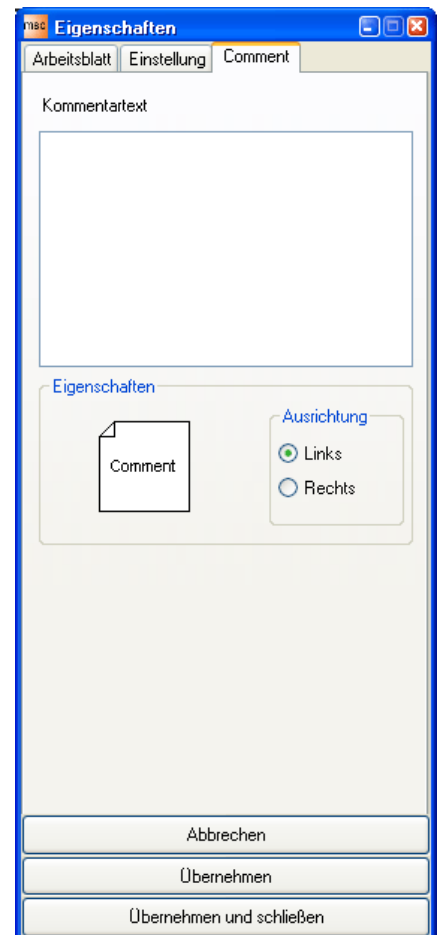 msc Eigenschaften
Arbeitsblatt Einstellung Comment
Kommentartext
Eigenschaften
Ausrichtung
Comment
Links
Rechts
Abbrechen
Übernehmen
Übernehmen und schließen